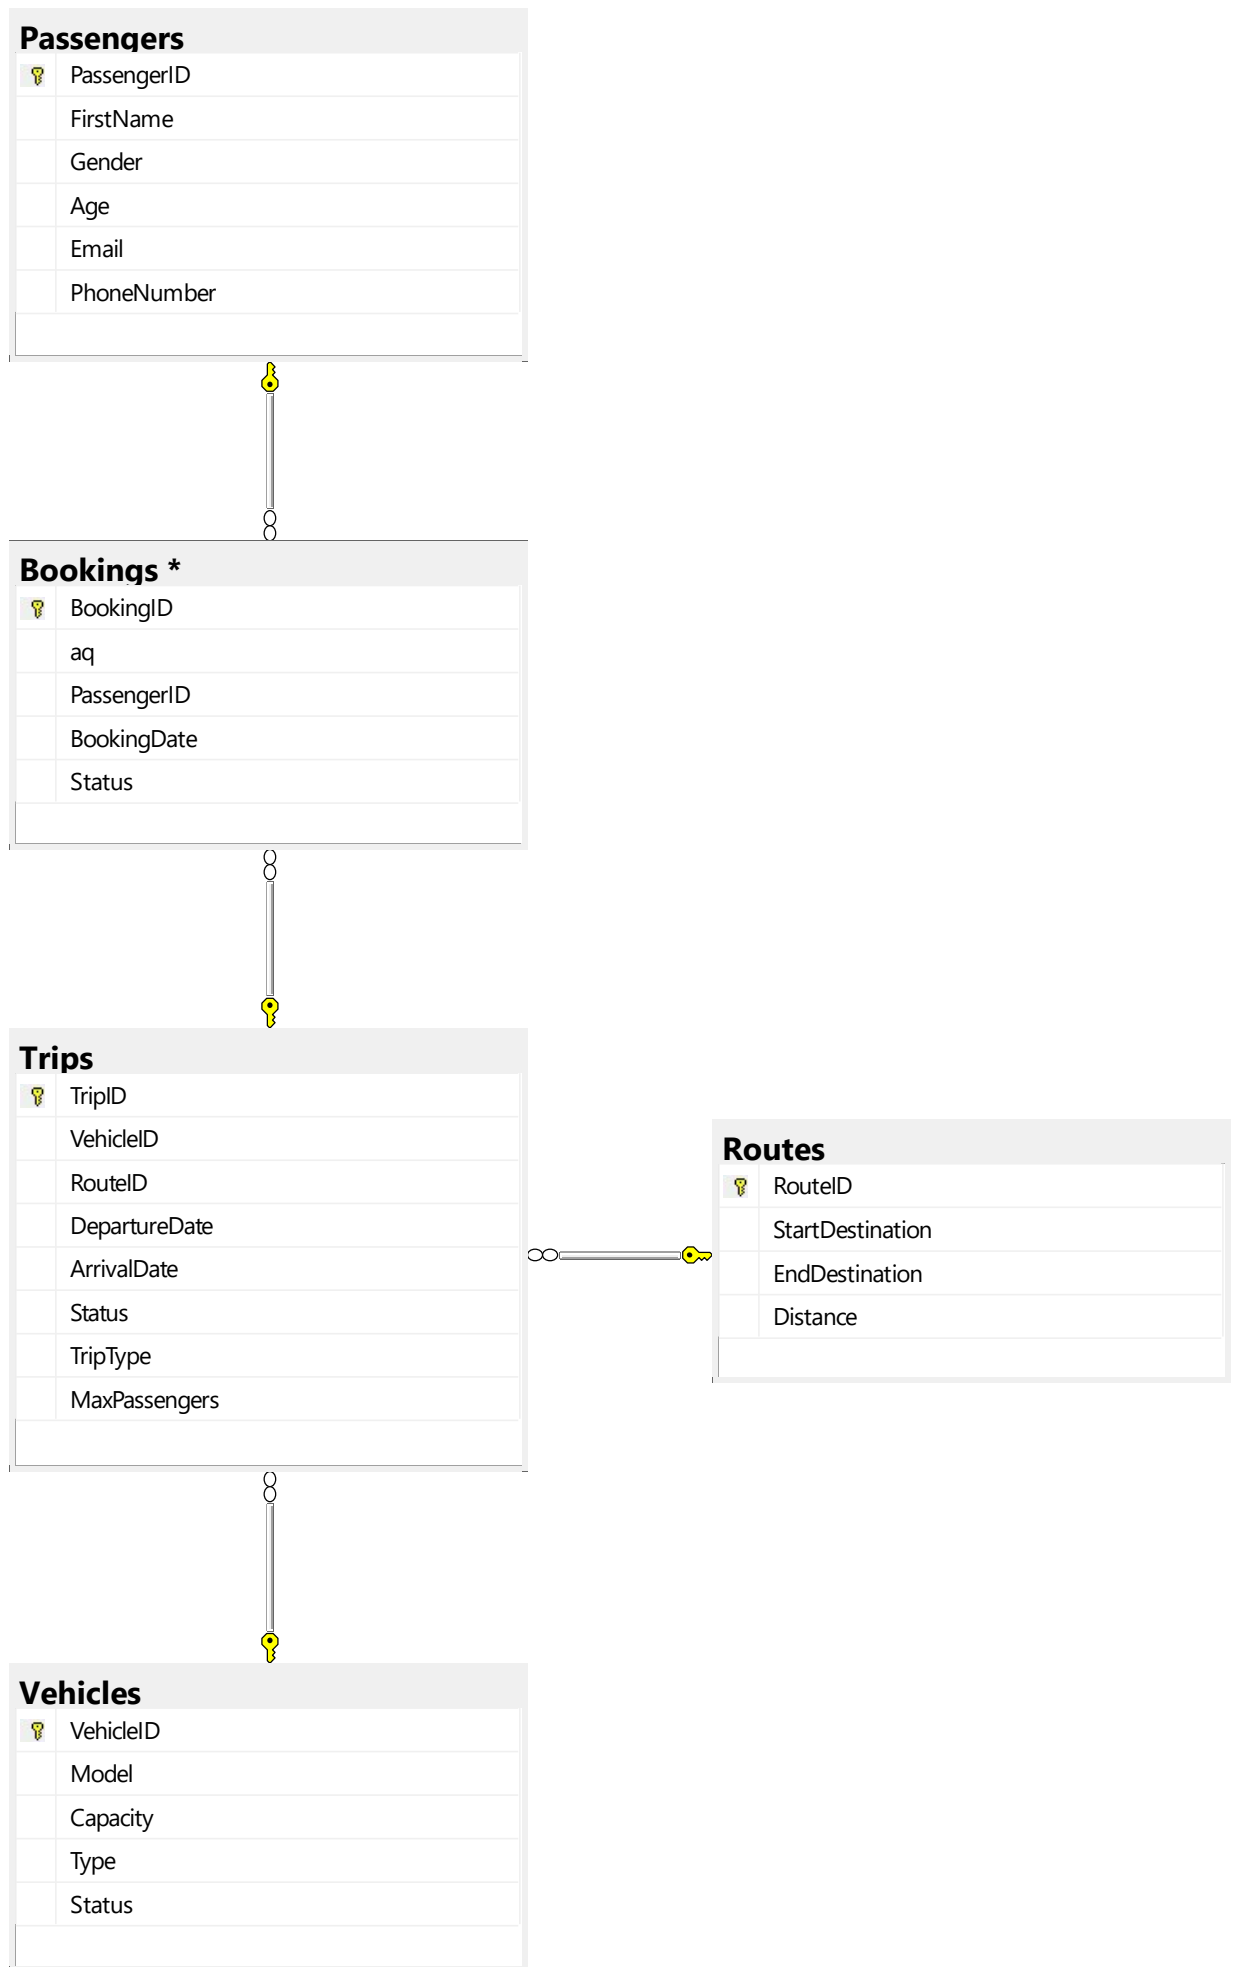 Passengers
PassengerID
FirstName
Gender
Age
Email
PhoneNumber
Bookings *
BookingID
aq
PassengerID
BookingDate
Status
Trips
TripID
VehicleID
RouteID
DepartureDate
ArrivalDate
Status
TripType
MaxPassengers
Routes
RouteID
StartDestination
EndDestination
Distance
Vehicles
VehicleID
Model
Capacity
Type
Status